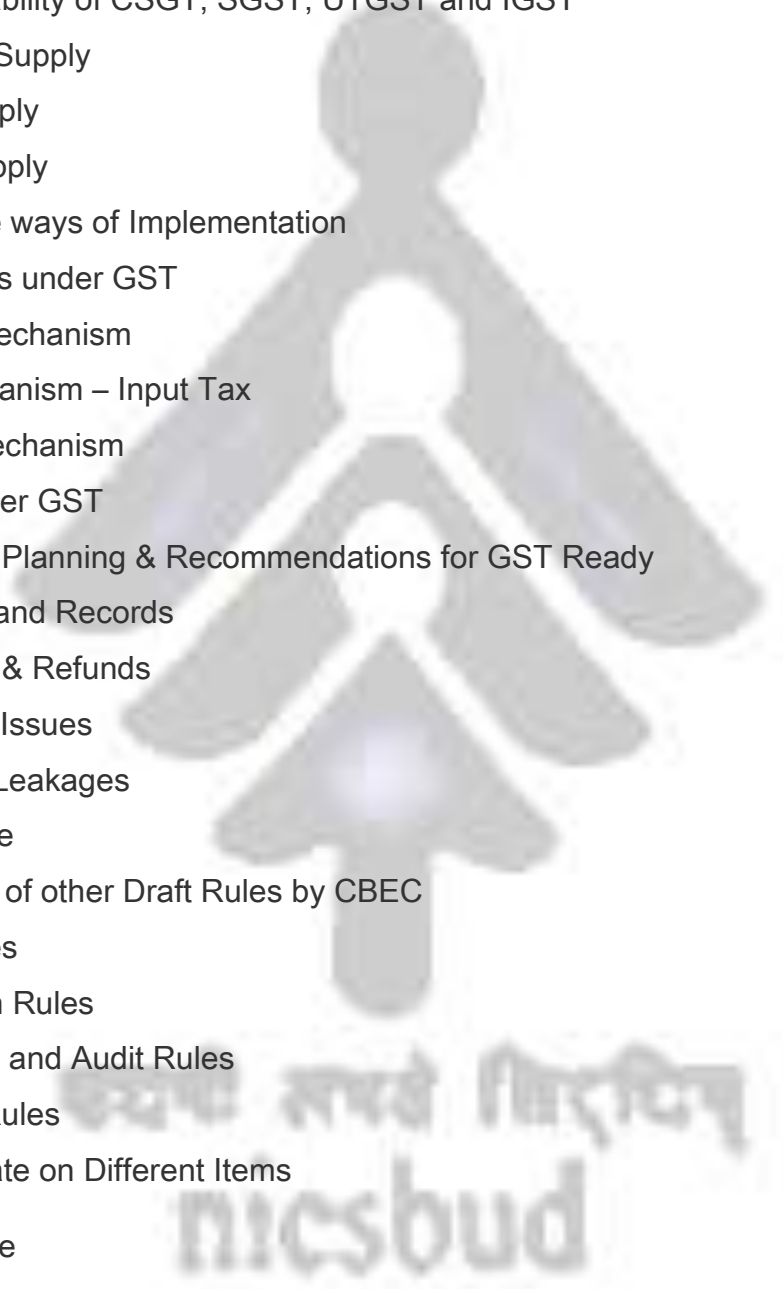 bility of CSGT, SGST, UTGST and IGST
Supply
ply
pply
ways of Implementation
s under GST
echanism
anism – Input Tax
echanism
er GST
Planning & Recommendations for GST Ready
and Records
& Refunds
Issues
Leakages
e
of other Draft Rules by CBEC
es
Rules
and Audit Rules
ules
ate on Different Items
e
nicsbud